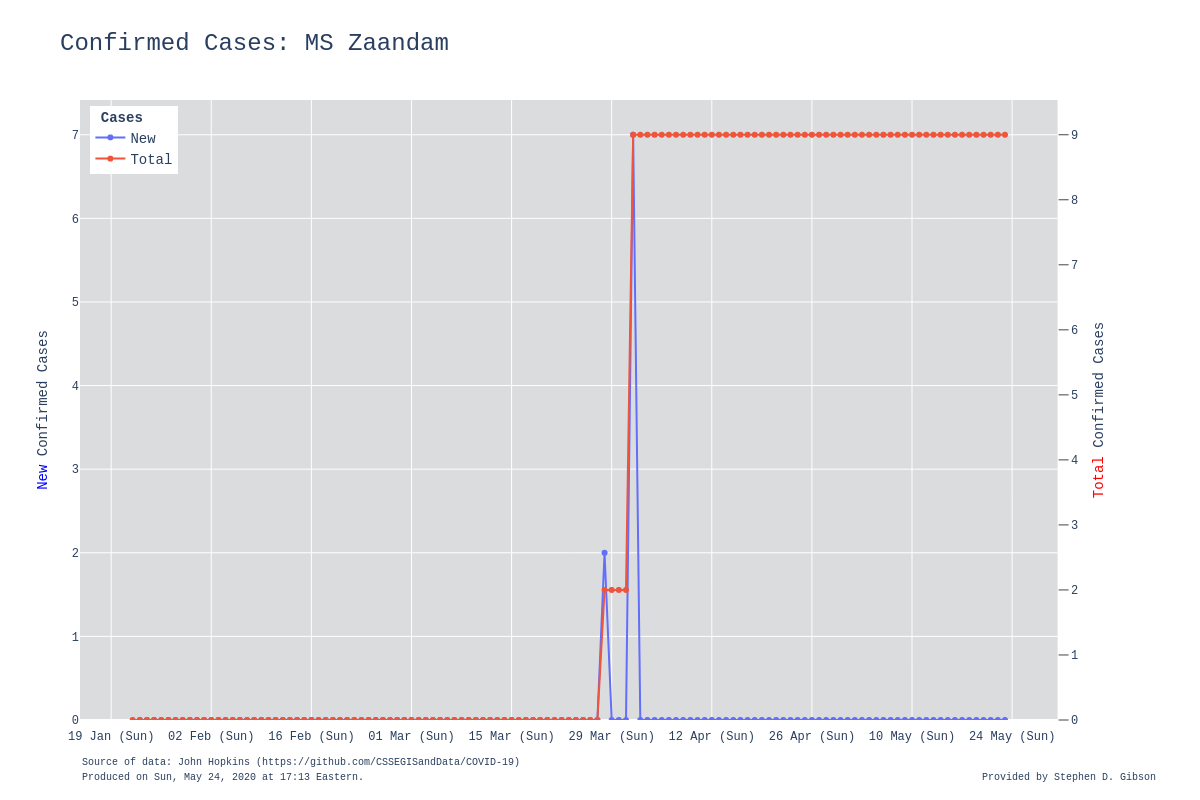 Confirmed Cases: MS Zaandam
Cases
New
Total
7
6
5
4
3
2
1
0
New Confirmed Cases
9
8
7
6
5
4
3
2
1
0
Total Confirmed Cases
19 Jan (Sun) 02 Feb (Sun) 16 Feb (Sun) 01 Mar (Sun) 15 Mar (Sun) 29 Mar (Sun) 12 Apr (Sun) 26 Apr (Sun) 10 May (Sun) 24 May (Sun)
Source of data: John Hopkins (https://github.com/CSSEGISandData/COVID-19)
Produced on Sun, May 24, 2020 at 17:13 Eastern.
Provided by Stephen D. Gibson